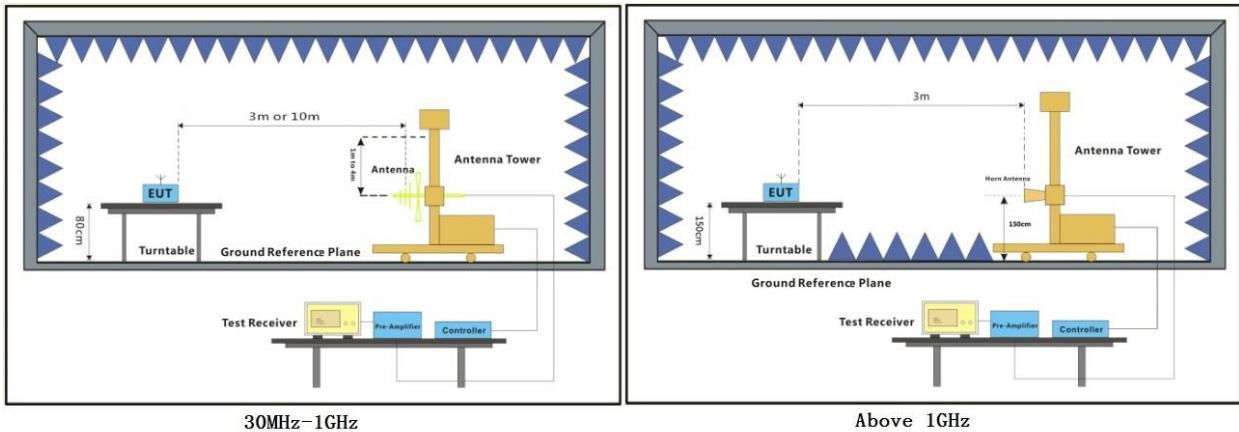 3m or 10m
1m to 4m
Antenna
Antenna Tower
EUT
80cm
Turntable
Ground Reference Plane
Test Receiver
Pre-Amplifier
Controller
30MHz-1GHz
3m
Horn Antenna
Antenna Tower
EUT
150cm
150cm
Turntable
Ground Reference Plane
Test Receiver
Pre-Amplifier
Controller
Above 1GHz